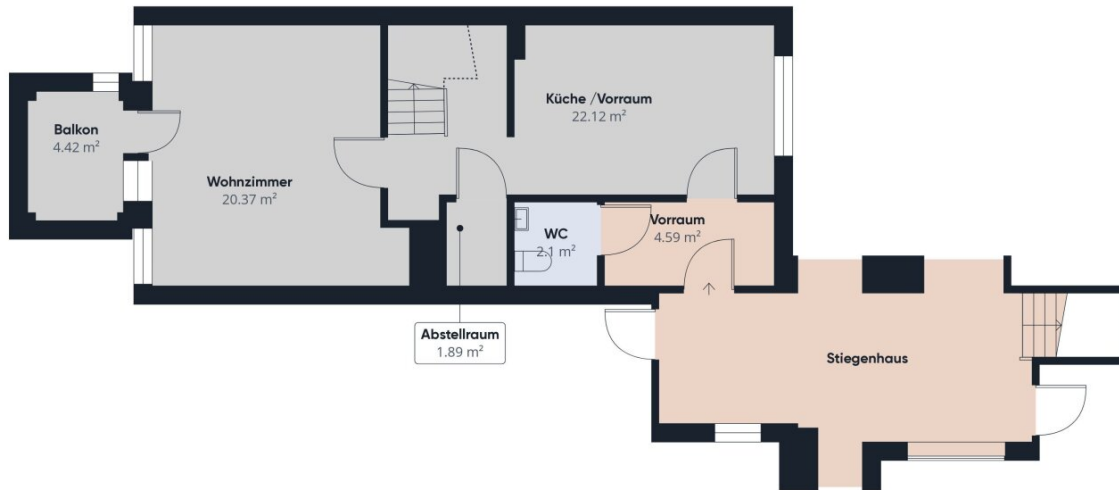 Küche /Vorraum
22.12 m²
Balkon
4.42 m²
Wohnzimmer
20.37 m²
WC
2.1 m²
Vorraum
4.59 m²
Abstellraum
1.89 m²
Stiegenhaus